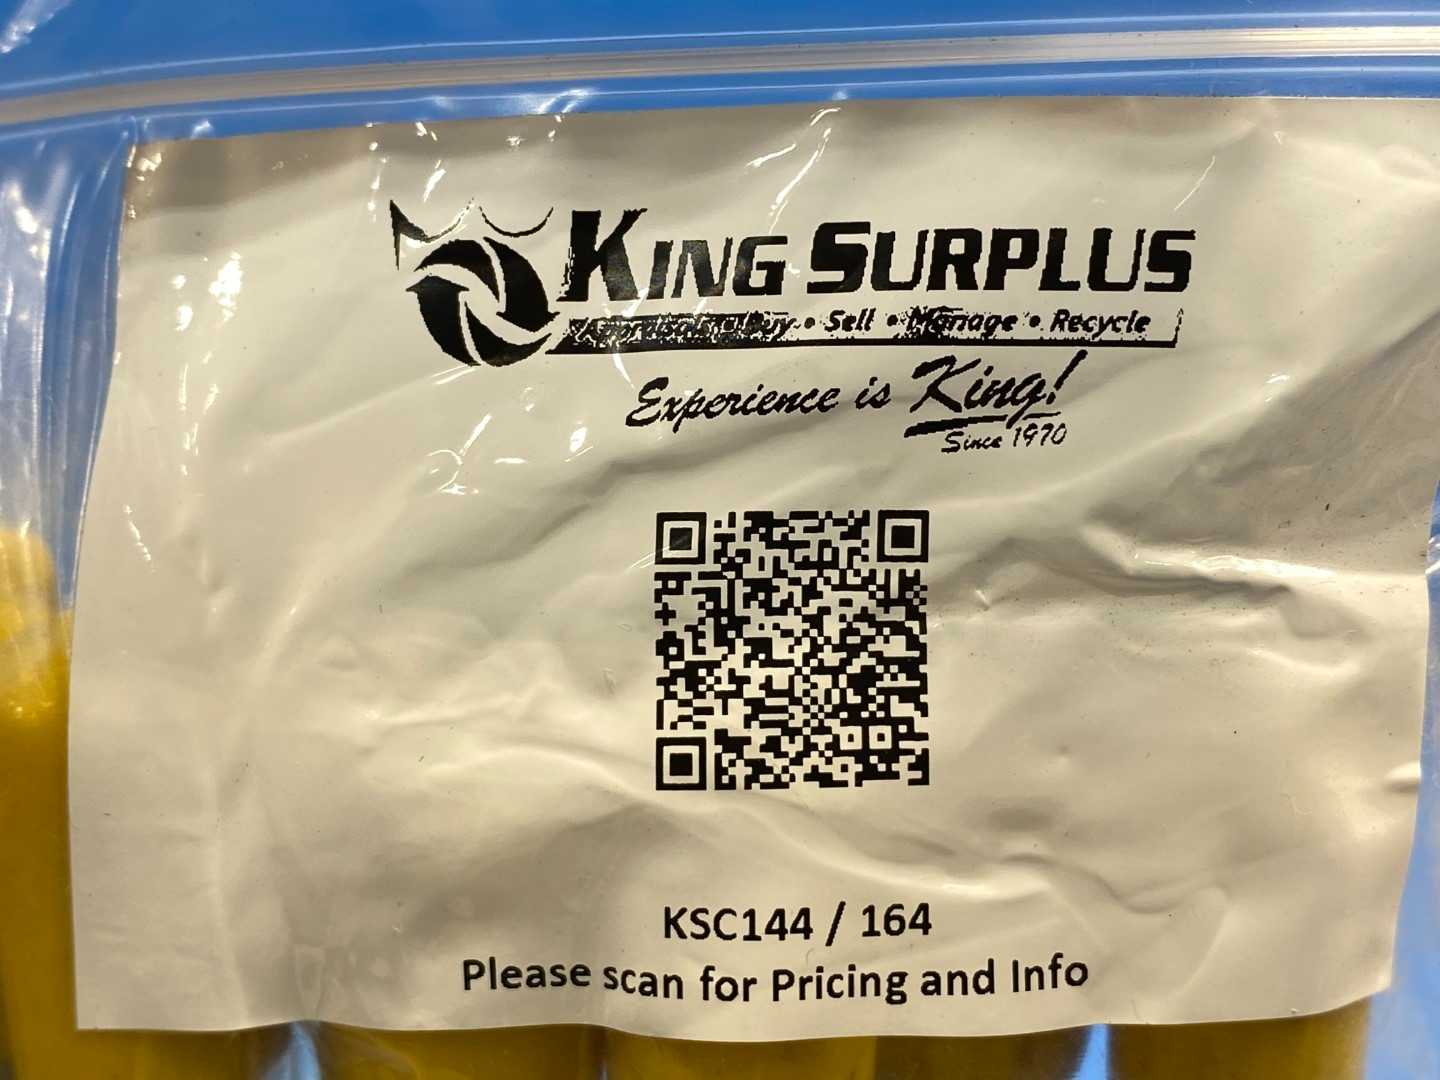 KING SURPLUS
Appraisals • Buy • Sell • Manage • Recycle
Experience is King!
Since 1970
KSC144 / 164
Please scan for Pricing and Info